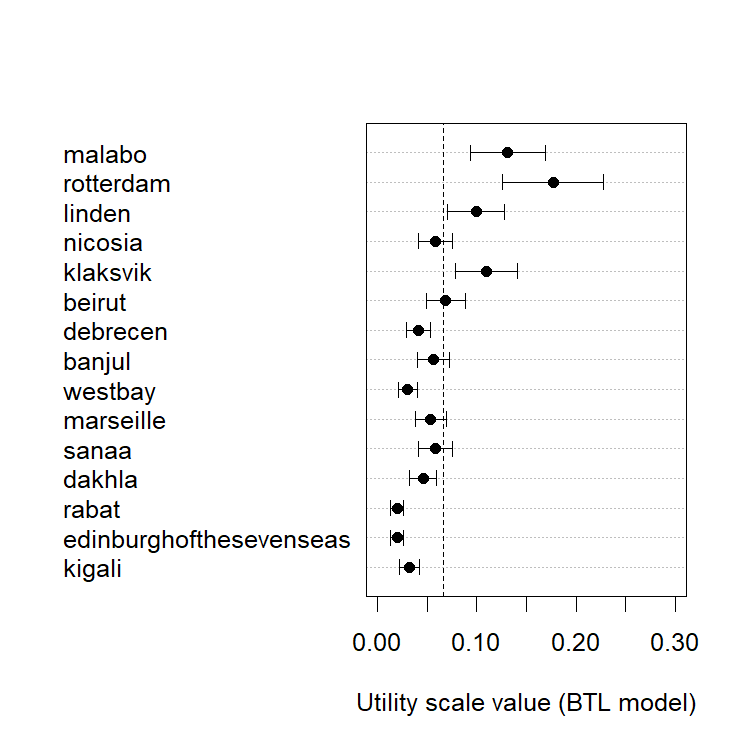 malabo
rotterdam
linden
nicosia
klaksvik
beirut
debrecen
banjul
westbay
marseille
sanaa
dakhla
rabat
edinburghofthesevenseas
kigali
0.00 0.10 0.20 0.30
Utility scale value (BTL model)